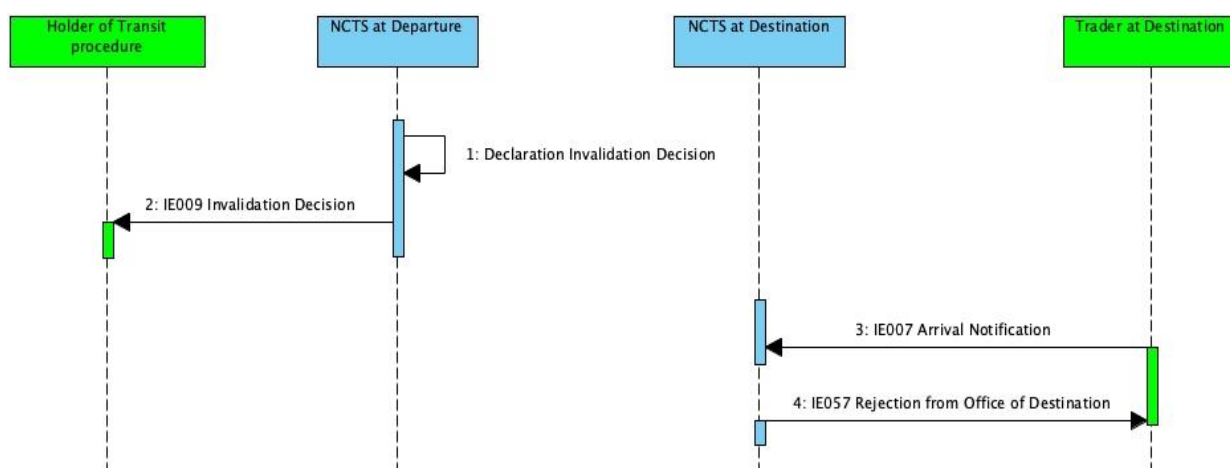 Holder of Transit
procedure
NCTS at Departure
NCTS at Destination
Trader at Destination
1: Declaration Invalidation Decision
2: IE009 Invalidation Decision
3: IE007 Arrival Notification
4: IE057 Rejection from Office of Destination